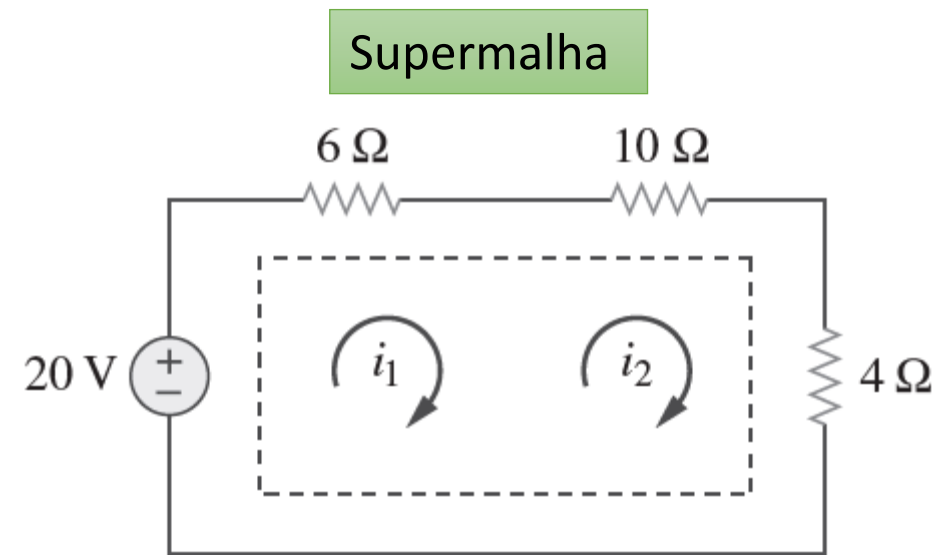 Supermalha
6 Ω
10 Ω
20 V
+
−
i₁
i₂
4 Ω